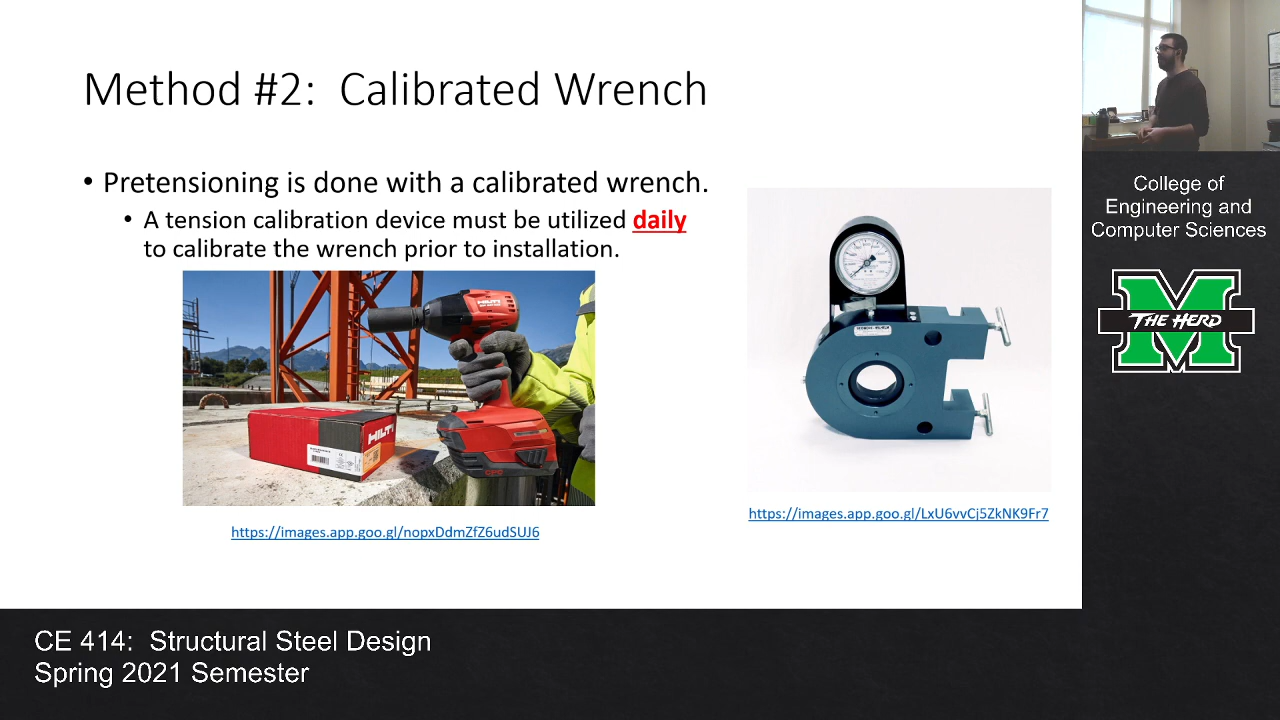 Method #2:  Calibrated Wrench
• Pretensioning is done with a calibrated wrench.
• A tension calibration device must be utilized daily
to calibrate the wrench prior to installation.
HILTI
HILTI
https://images.app.goo.gl/nopxDdmZfZ6udSUJ6
https://images.app.goo.gl/LxU6vvCj5ZkNK9Fr7
College of
Engineering and
Computer Sciences
THE HERD
CE 414:  Structural Steel Design
Spring 2021 Semester